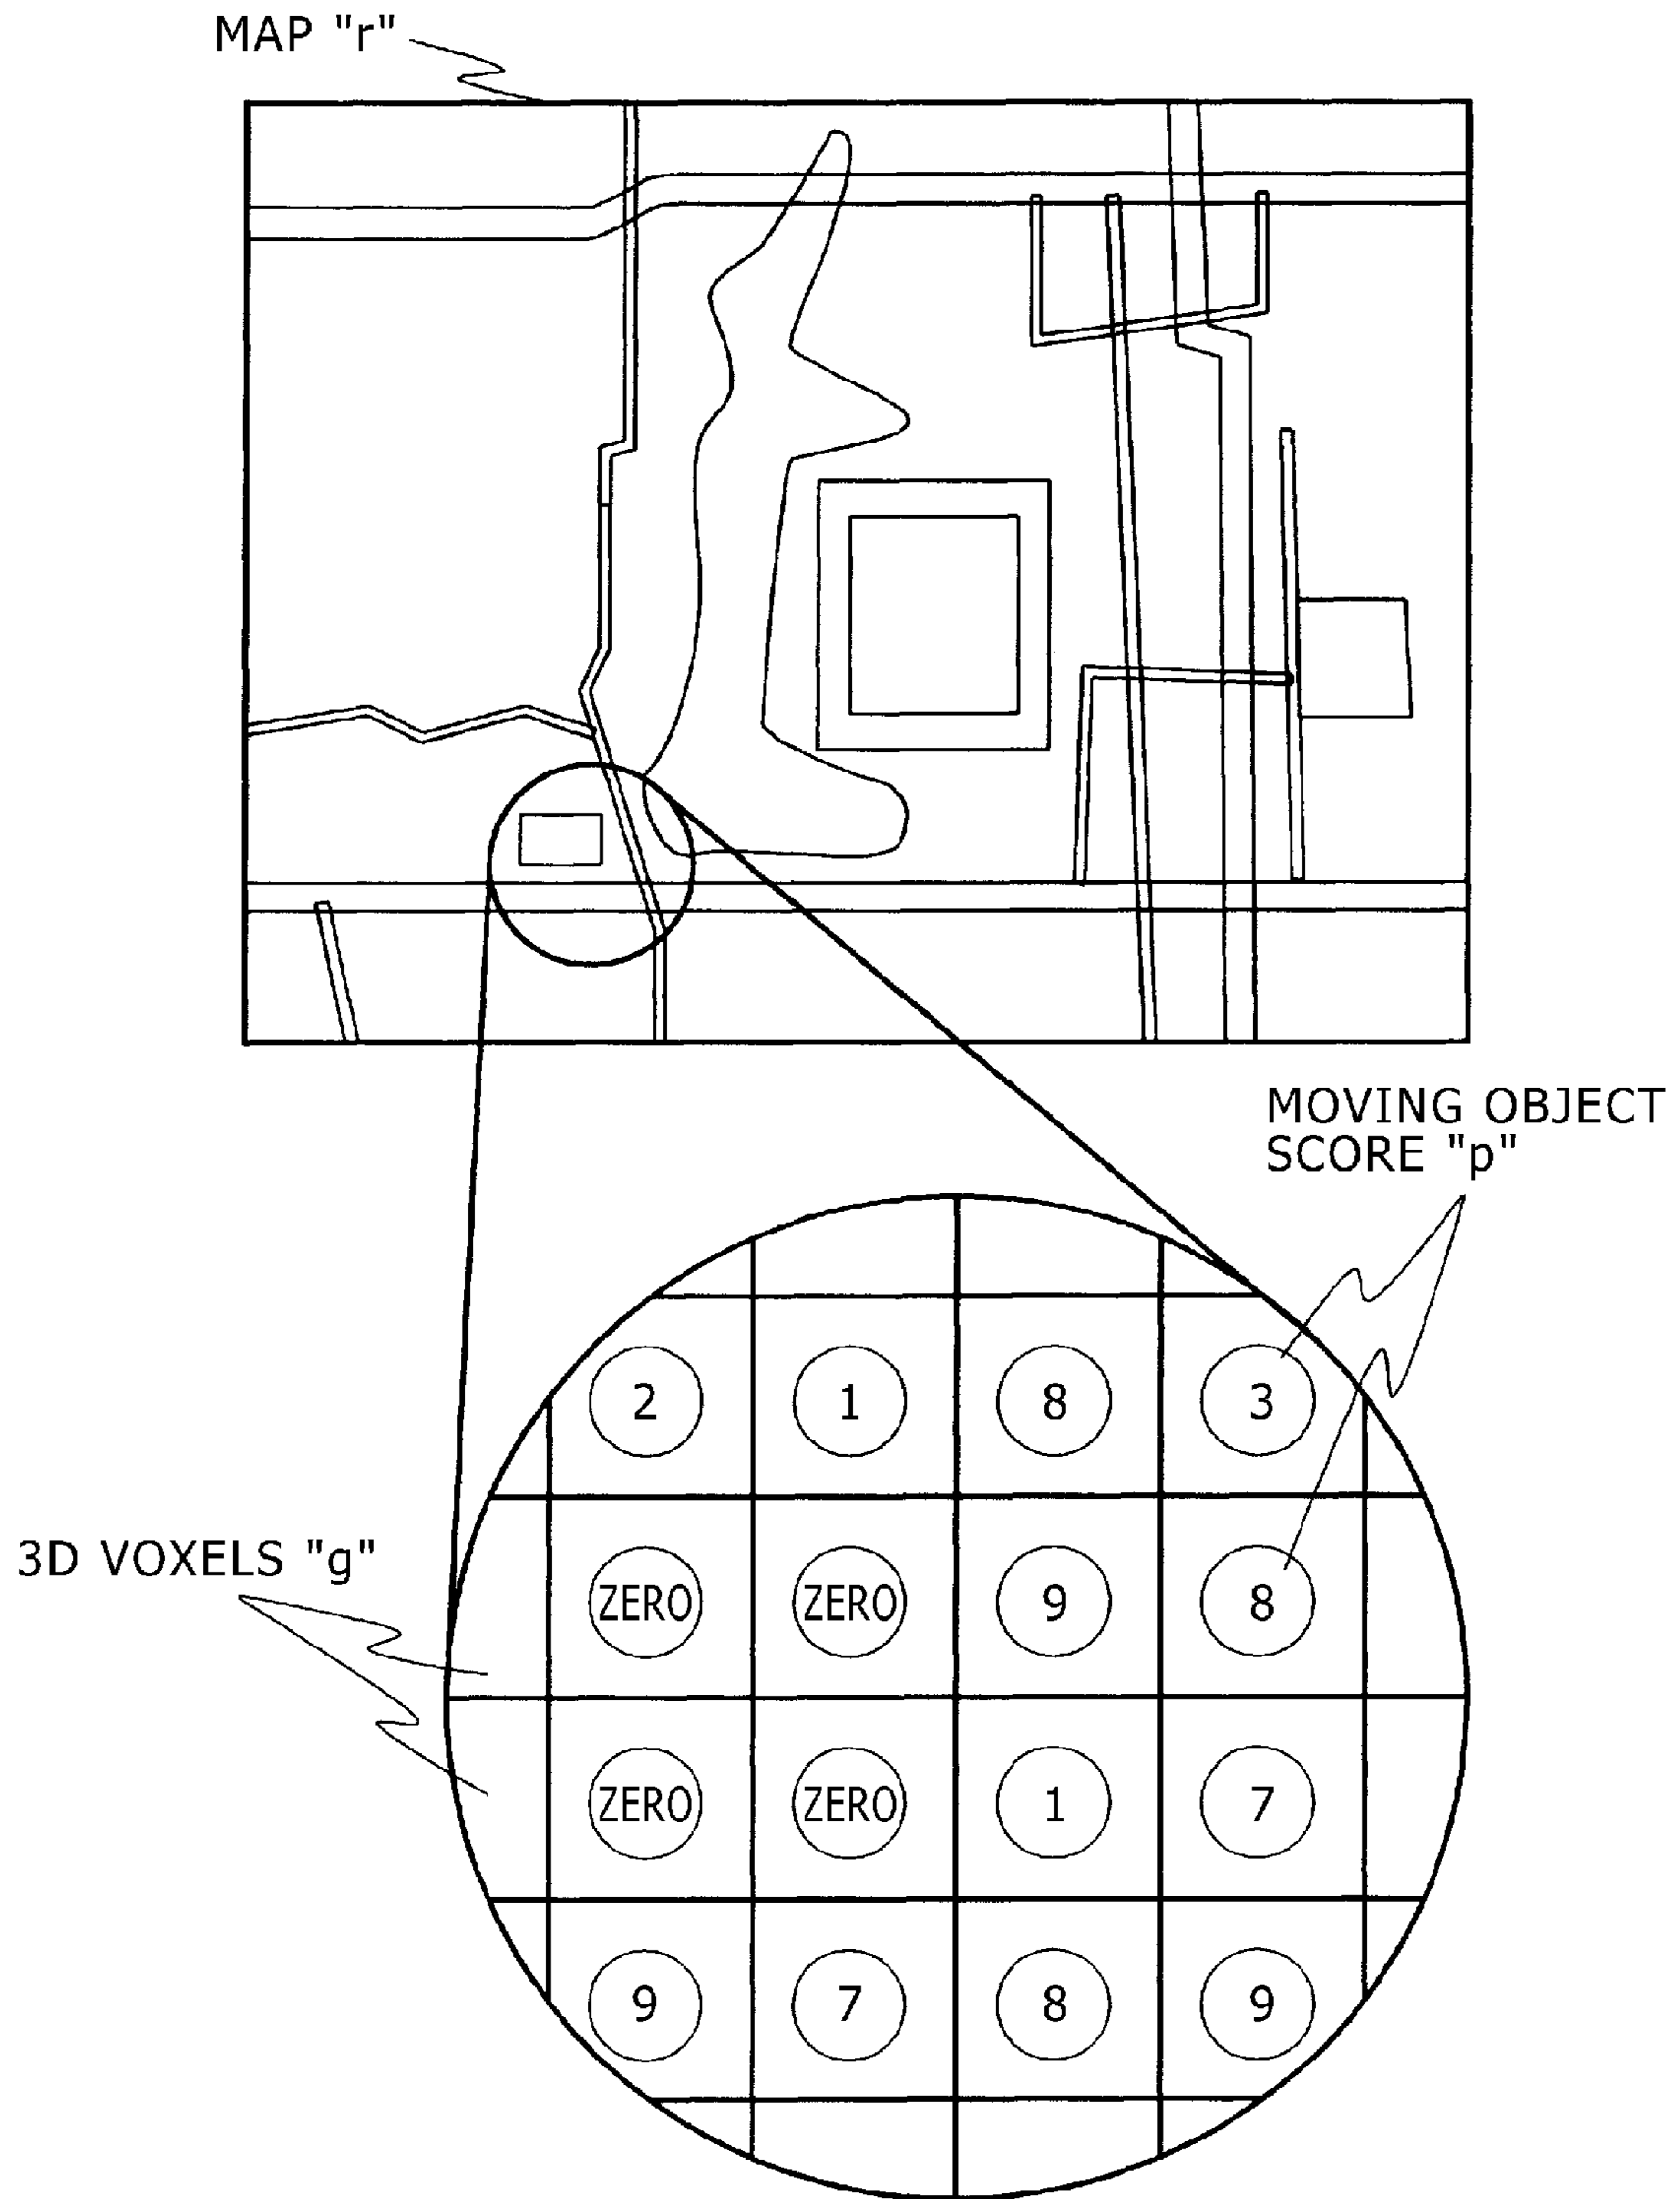 MAP "r"
MOVING OBJECT
SCORE "p"
2 1 8 3
3D VOXELS "g"
ZERO ZERO 9 8
ZERO ZERO 1 7
9 7 8 9